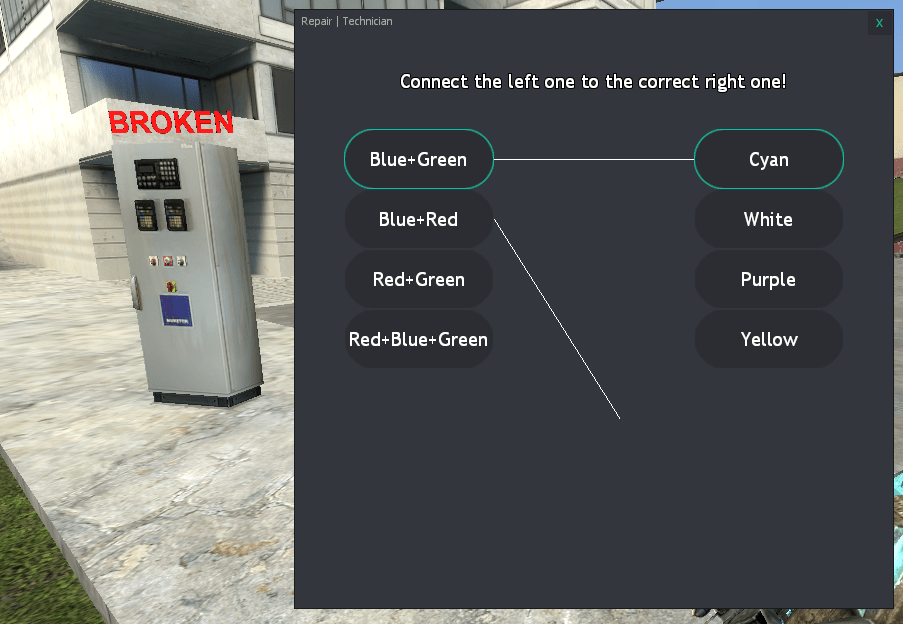 Repair | Technician
X
Connect the left one to the correct right one!
BROKEN
Blue+Green
Cyan
Blue+Red
White
Red+Green
Purple
Red+Blue+Green
Yellow